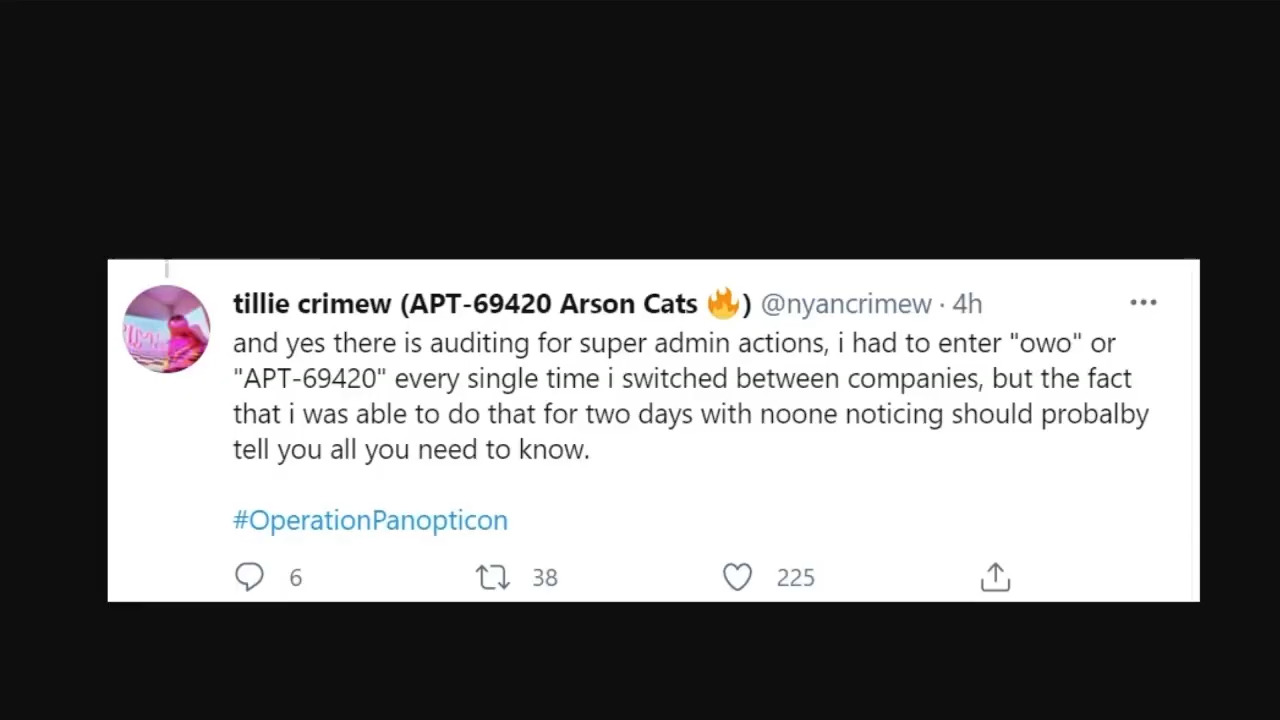 tillie crimew (APT-69420 Arson Cats 🔥) @nyancrimew · 4h
and yes there is auditing for super admin actions, i had to enter "owo" or
"APT-69420" every single time i switched between companies, but the fact
that i was able to do that for two days with noone noticing should probalby
tell you all you need to know.
#OperationPanopticon
6 38 225